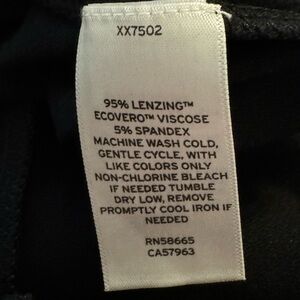 XX7502
95% LENZING™
ECOVERO™ VISCOSE
5% SPANDEX
MACHINE WASH COLD,
GENTLE CYCLE, WITH
LIKE COLORS ONLY
NON-CHLORINE BLEACH
IF NEEDED TUMBLE
DRY LOW, REMOVE
PROMPTLY COOL IRON IF
NEEDED
RN58665
CA57963